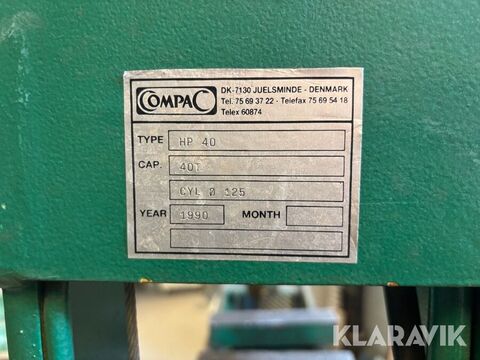 COMPAC
DK-7130 JUELSMINDE - DENMARK
Tel. 75 69 37 22 - Telefax 75 69 54 18
Telex 60874
TYPE HP 40
CAP. 40T
CYL Ø 125
YEAR 1990 MONTH
KLARAVIK